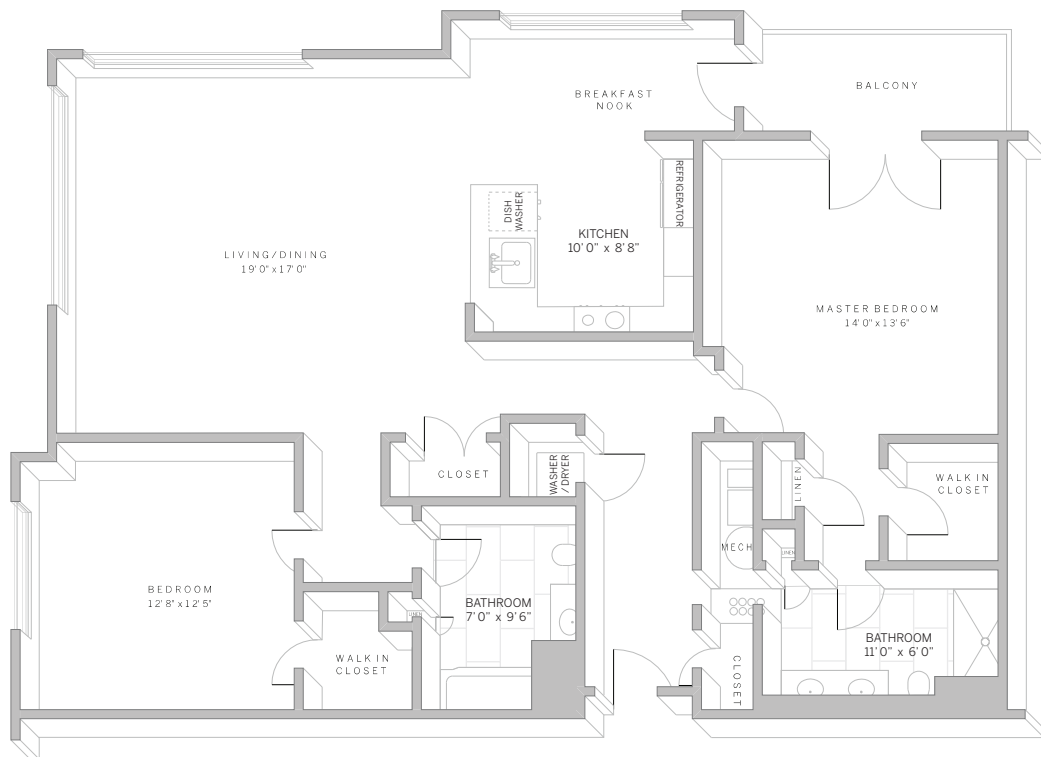 BREAKFAST
NOOK
BALCONY
REFRIGERATOR
DISH
WASHER
KITCHEN
10'0" x 8'8"
LIVING/DINING
19'0" x 17'0"
MASTER BEDROOM
14'0" x 13'6"
CLOSET
WASHER
/ DRYER
LINEN
WALK IN
CLOSET
MECH
LINEN
BEDROOM
12'8" x 12'5"
BATHROOM
7'0" x 9'6"
LINEN
BATHROOM
11'0" x 6'0"
WALK IN
CLOSET
CLOSET